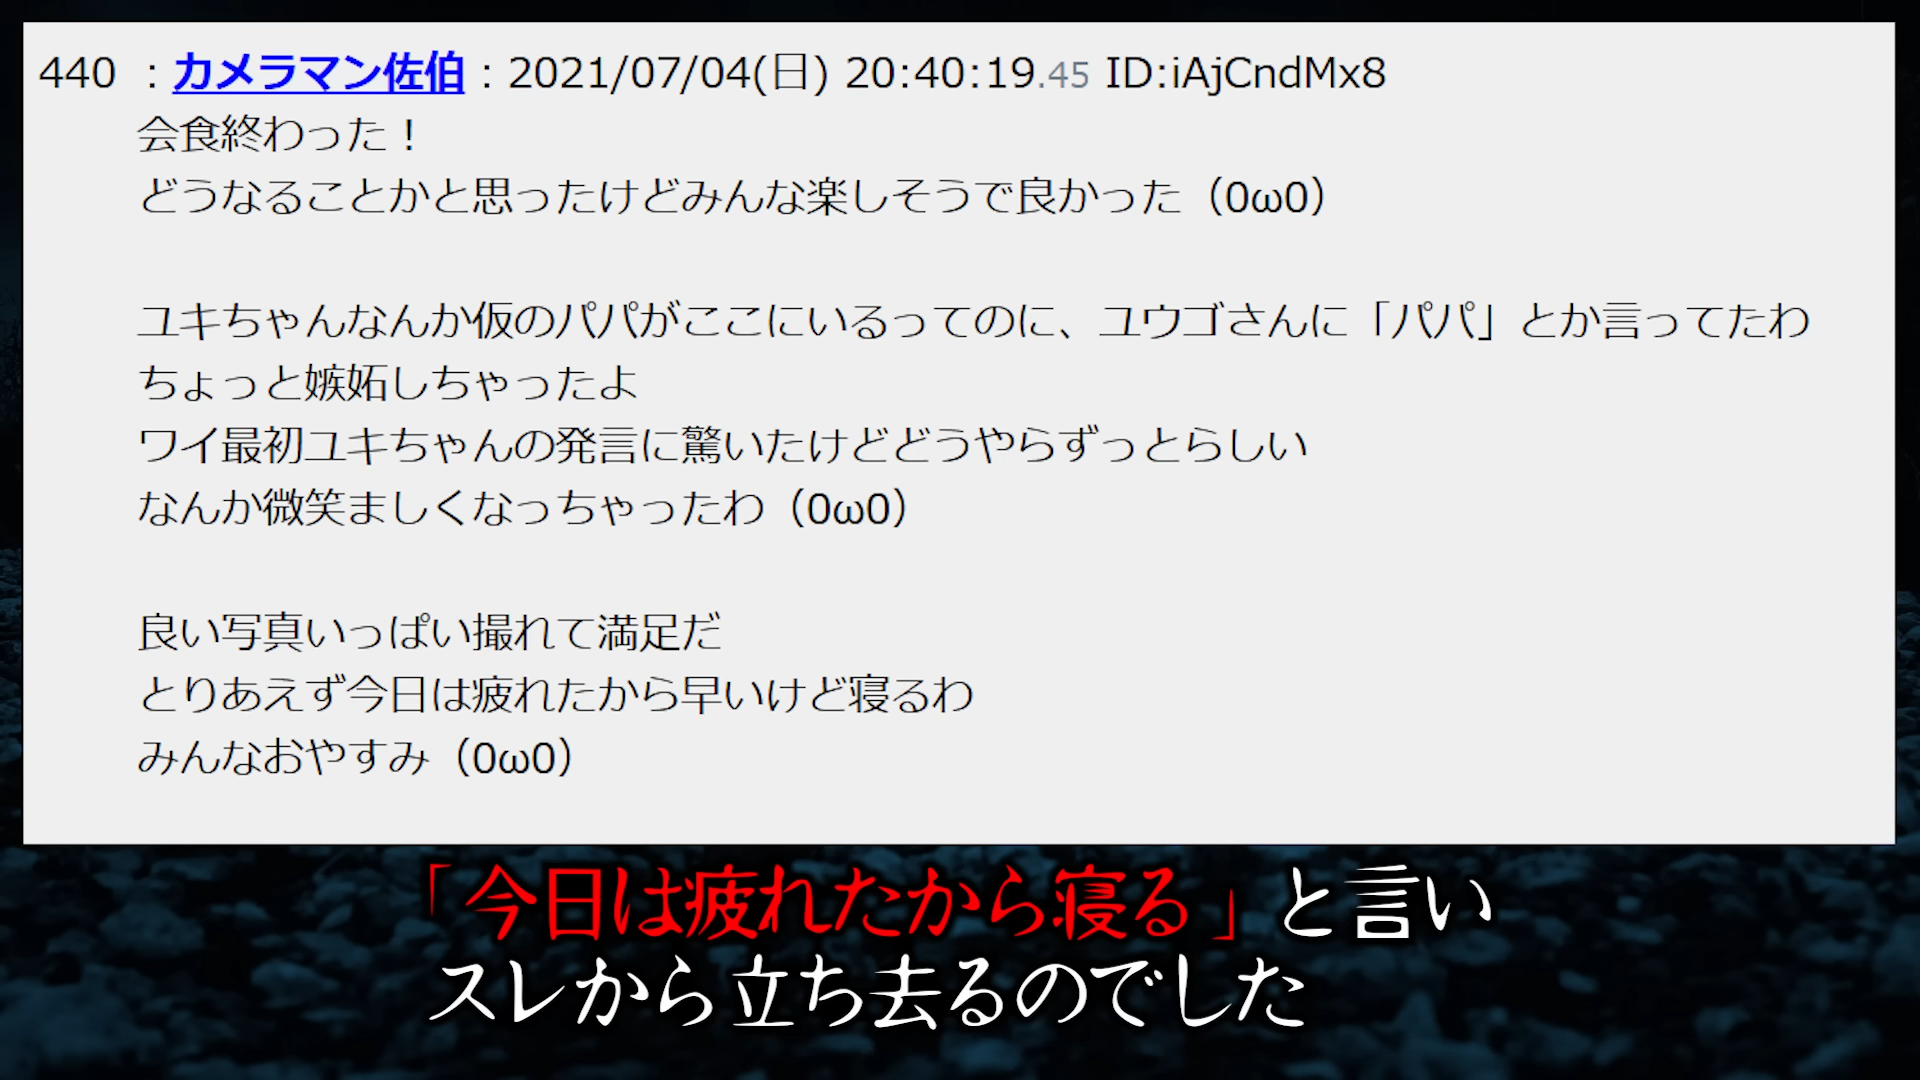 440 ：カメラマン佐伯：2021/07/04(日) 20:40:19.45 ID:iAjCndMx8
会食終わった！
どうなることかと思ったけどみんな楽しそうで良かった（0ω0）
ユキちゃんなんか仮のパパがここにいるってのに、ユウゴさんに「パパ」とか言ってたわ
ちょっと嫉妬しちゃったよ
ワイ最初ユキちゃんの発言に驚いたけどどうやらずっとらしい
なんか微笑ましくなっちゃったわ（0ω0）
良い写真いっぱい撮れて満足だ
とりあえず今日は疲れたから早いけど寝るわ
みんなおやすみ（0ω0）
「今日は疲れたから寝る」と言い
スレから立ち去るのでした